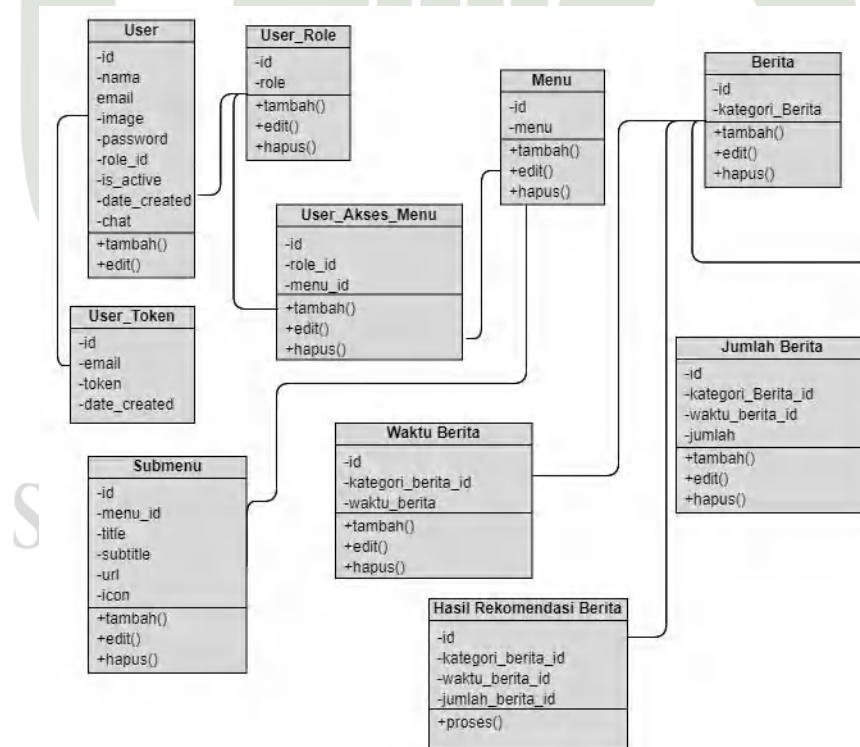 User
-id
-nama
email
-image
-password
-role_id
-is_active
-date_created
-chat
+tambah()
+edit()
User_Role
-id
-role
+tambah()
+edit()
+hapus()
Menu
-id
-menu
+tambah()
+edit()
+hapus()
Berita
-id
-kategori_Berita
+tambah()
+edit()
+hapus()
User_Akses_Menu
-id
-role_id
-menu_id
+tambah()
+edit()
+hapus()
User_Token
-id
-email
-token
-date_created
Jumlah Berita
-id
-kategori_Berita_id
-waktu_berita_id
-jumlah
+tambah()
+edit()
+hapus()
Waktu Berita
-id
-kategori_berita_id
-waktu_berita
+tambah()
+edit()
+hapus()
Submenu
-id
-menu_id
-title
-subtitle
-url
-icon
+tambah()
+edit()
+hapus()
Hasil Rekomendasi Berita
-id
-kategori_berita_id
-waktu_berita_id
-jumlah_berita_id
+proses()
S